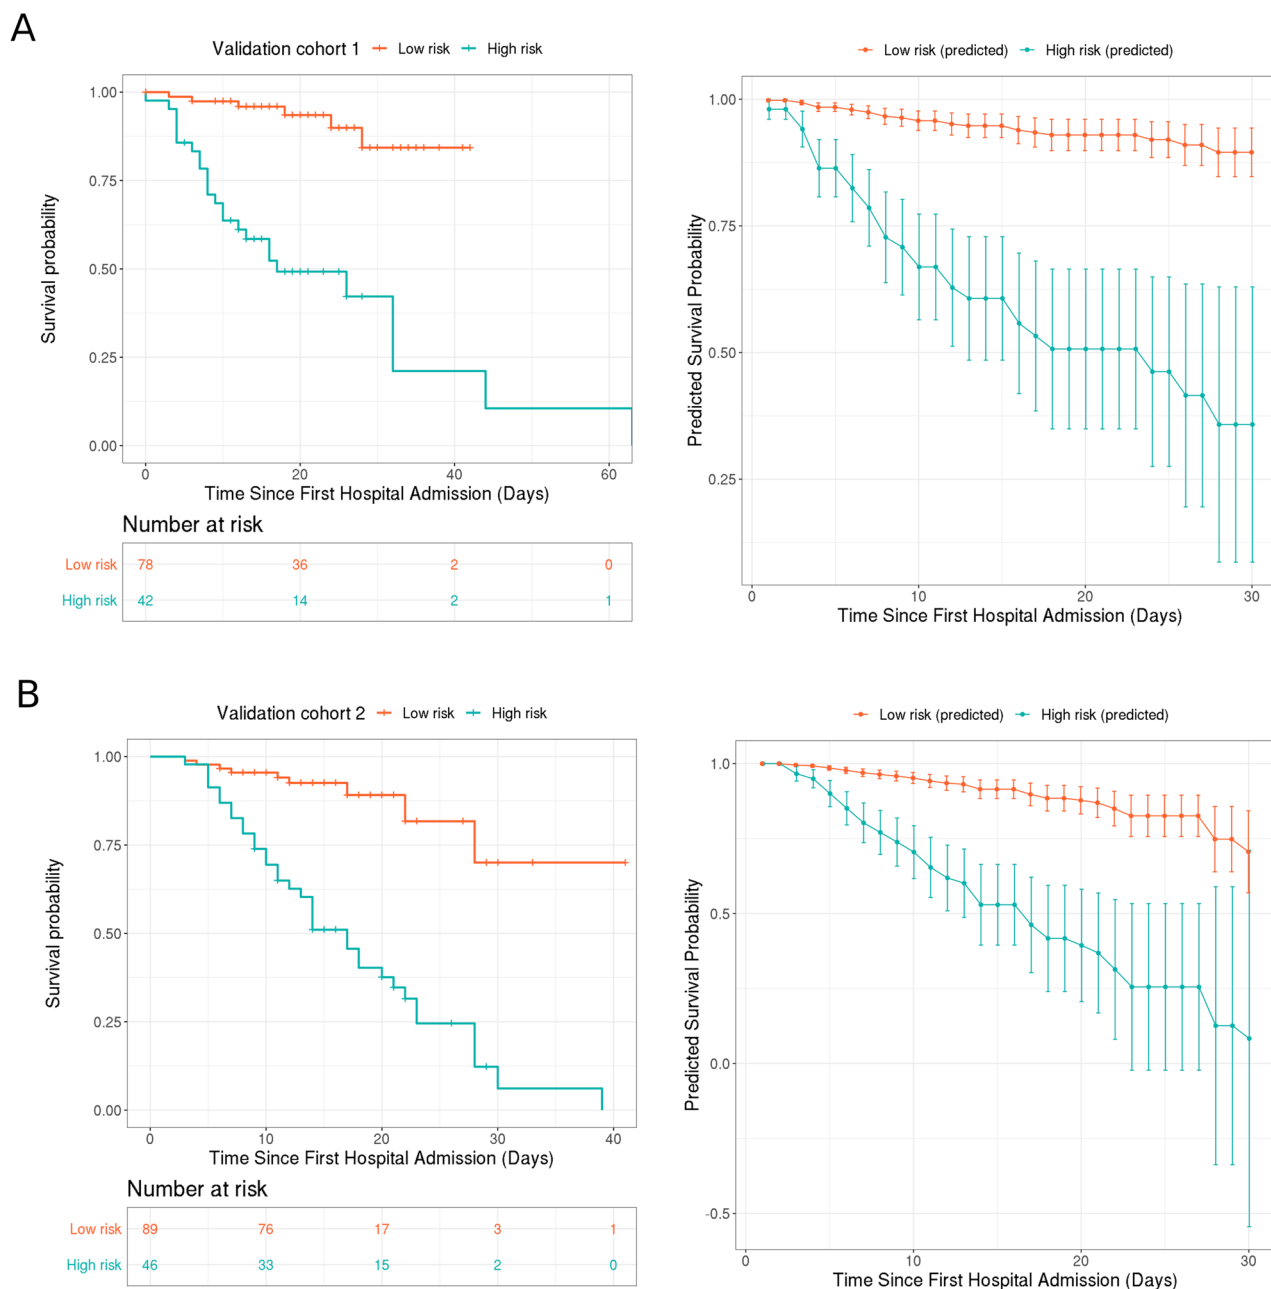 A
Validation cohort 1 Low risk High risk
1.00
0.75
0.50
0.25
0.00
Survival probability
0 20 40 60
Time Since First Hospital Admission (Days)
Number at risk
Low risk 78 36 2 0
High risk 42 14 2 1
Low risk (predicted) High risk (predicted)
1.00
0.75
0.50
0.25
Predicted Survival Probability
0 10 20 30
Time Since First Hospital Admission (Days)
B
Validation cohort 2 Low risk High risk
1.00
0.75
0.50
0.25
0.00
Survival probability
0 10 20 30 40
Time Since First Hospital Admission (Days)
Number at risk
Low risk 89 76 17 3 1
High risk 46 33 15 2 0
Low risk (predicted) High risk (predicted)
1.0
0.5
0.0
-0.5
Predicted Survival Probability
0 10 20 30
Time Since First Hospital Admission (Days)